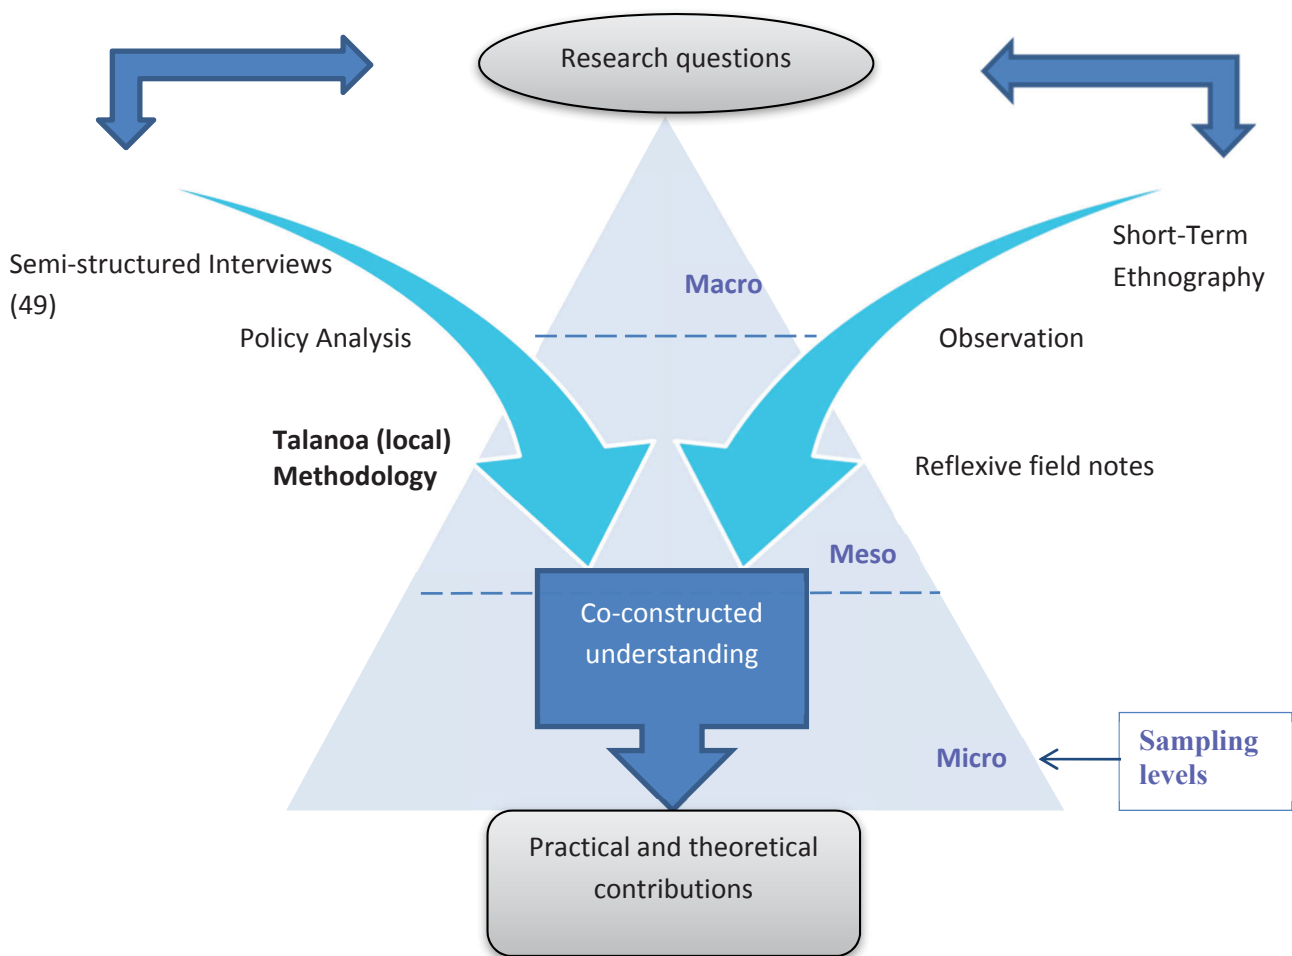 Research questions
Short-Term
Ethnography
Semi-structured Interviews
(49)
Macro
Policy Analysis
Observation
Talanoa (local)
Methodology
Reflexive field notes
Meso
Co-constructed
understanding
Micro
Sampling
levels
Practical and theoretical
contributions